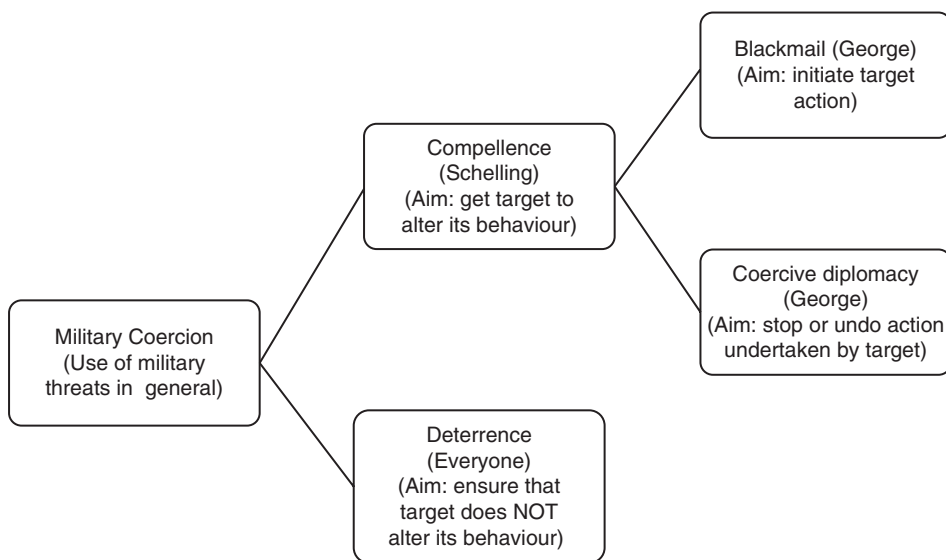 Military Coercion
(Use of military
threats in general)
Compellence
(Schelling)
(Aim: get target to
alter its behaviour)
Deterrence
(Everyone)
(Aim: ensure that
target does NOT
alter its behaviour)
Blackmail (George)
(Aim: initiate target
action)
Coercive diplomacy
(George)
(Aim: stop or undo action
undertaken by target)